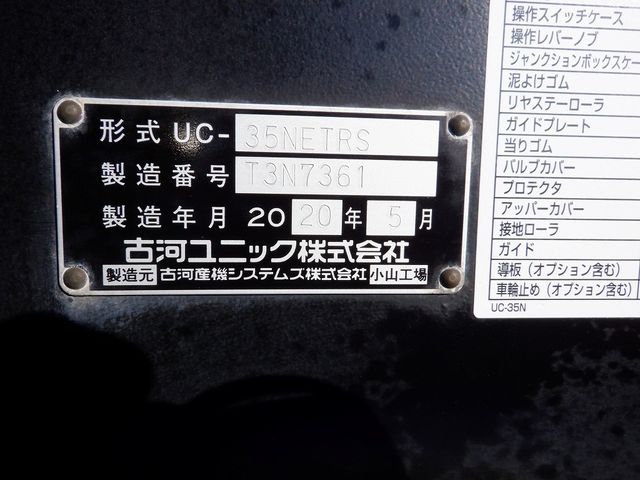 形式 UC-35NETRS
製造番号 T3N7361
製造年月 2020年 5月
古河ユニック株式会社
製造元 古河産機システムズ株式会社 小山工場
操作スイッチケース
操作レバーノブ
ジャンクションボックスケー
泥よけゴム
リヤステーローラ
ガイドプレート
当りゴム
バルブカバー
プロテクタ
アッパーカバー
接地ローラ
ガイド
導板（オプション含む）
車輪止め（オプション含む）
UC-35N